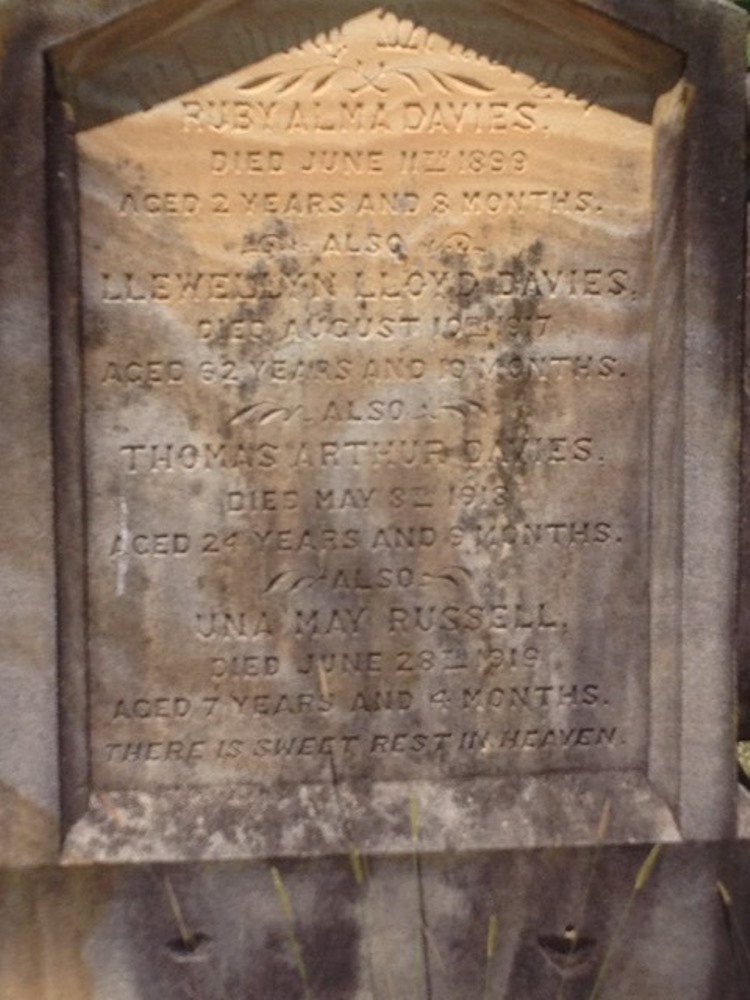 In Loving
RUBY ALMA DAVIES.
DIED JUNE 11TH 1899
AGED 2 YEARS AND 8 MONTHS.
ALSO
LLEWELLYN LLOYD DAVIES,
DIED AUGUST 10TH 1917
AGED 62 YEARS AND 10 MONTHS.
ALSO
THOMAS ARTHUR DAVIES.
DIED MAY 8TH 1918
AGED 24 YEARS AND MONTHS.
ALSO
UNA MAY RUSSELL,
DIED JUNE 28TH 1919
AGED 7 YEARS AND 4 MONTHS.
THERE IS SWEET REST IN HEAVEN.